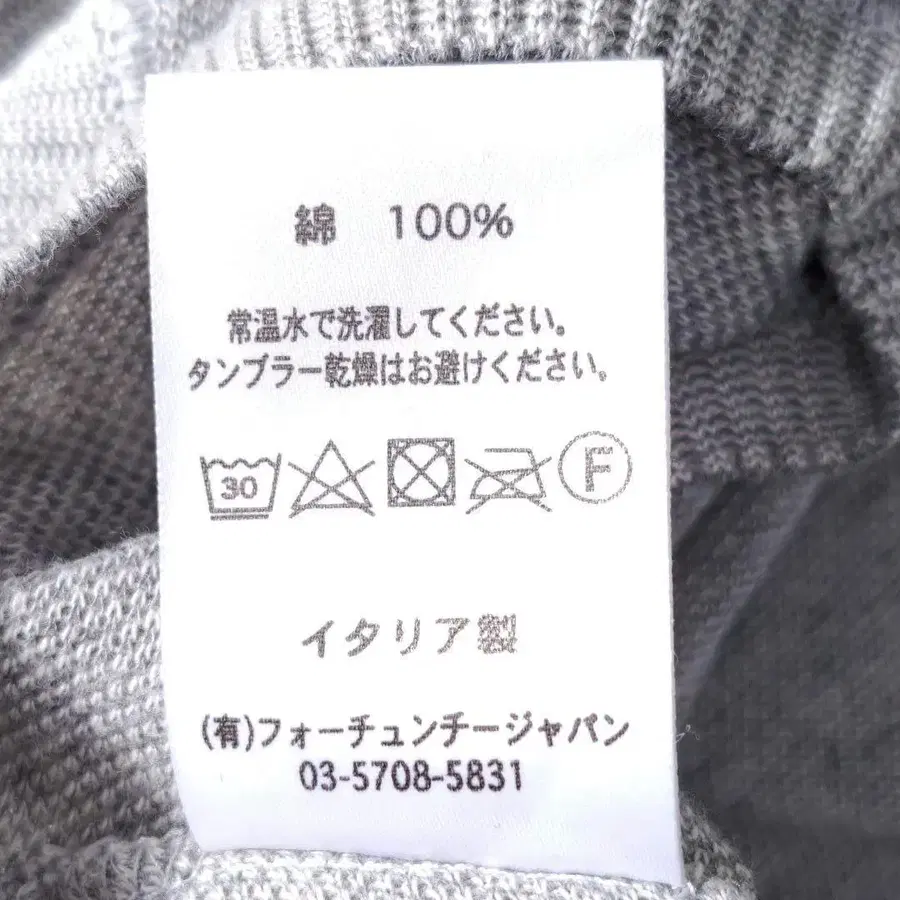 綿 100%
常温水で洗濯してください。
タンブラー乾燥はお避けください。
30 F
イタリア製
(有)フォーチュンチージャパン
03-5708-5831